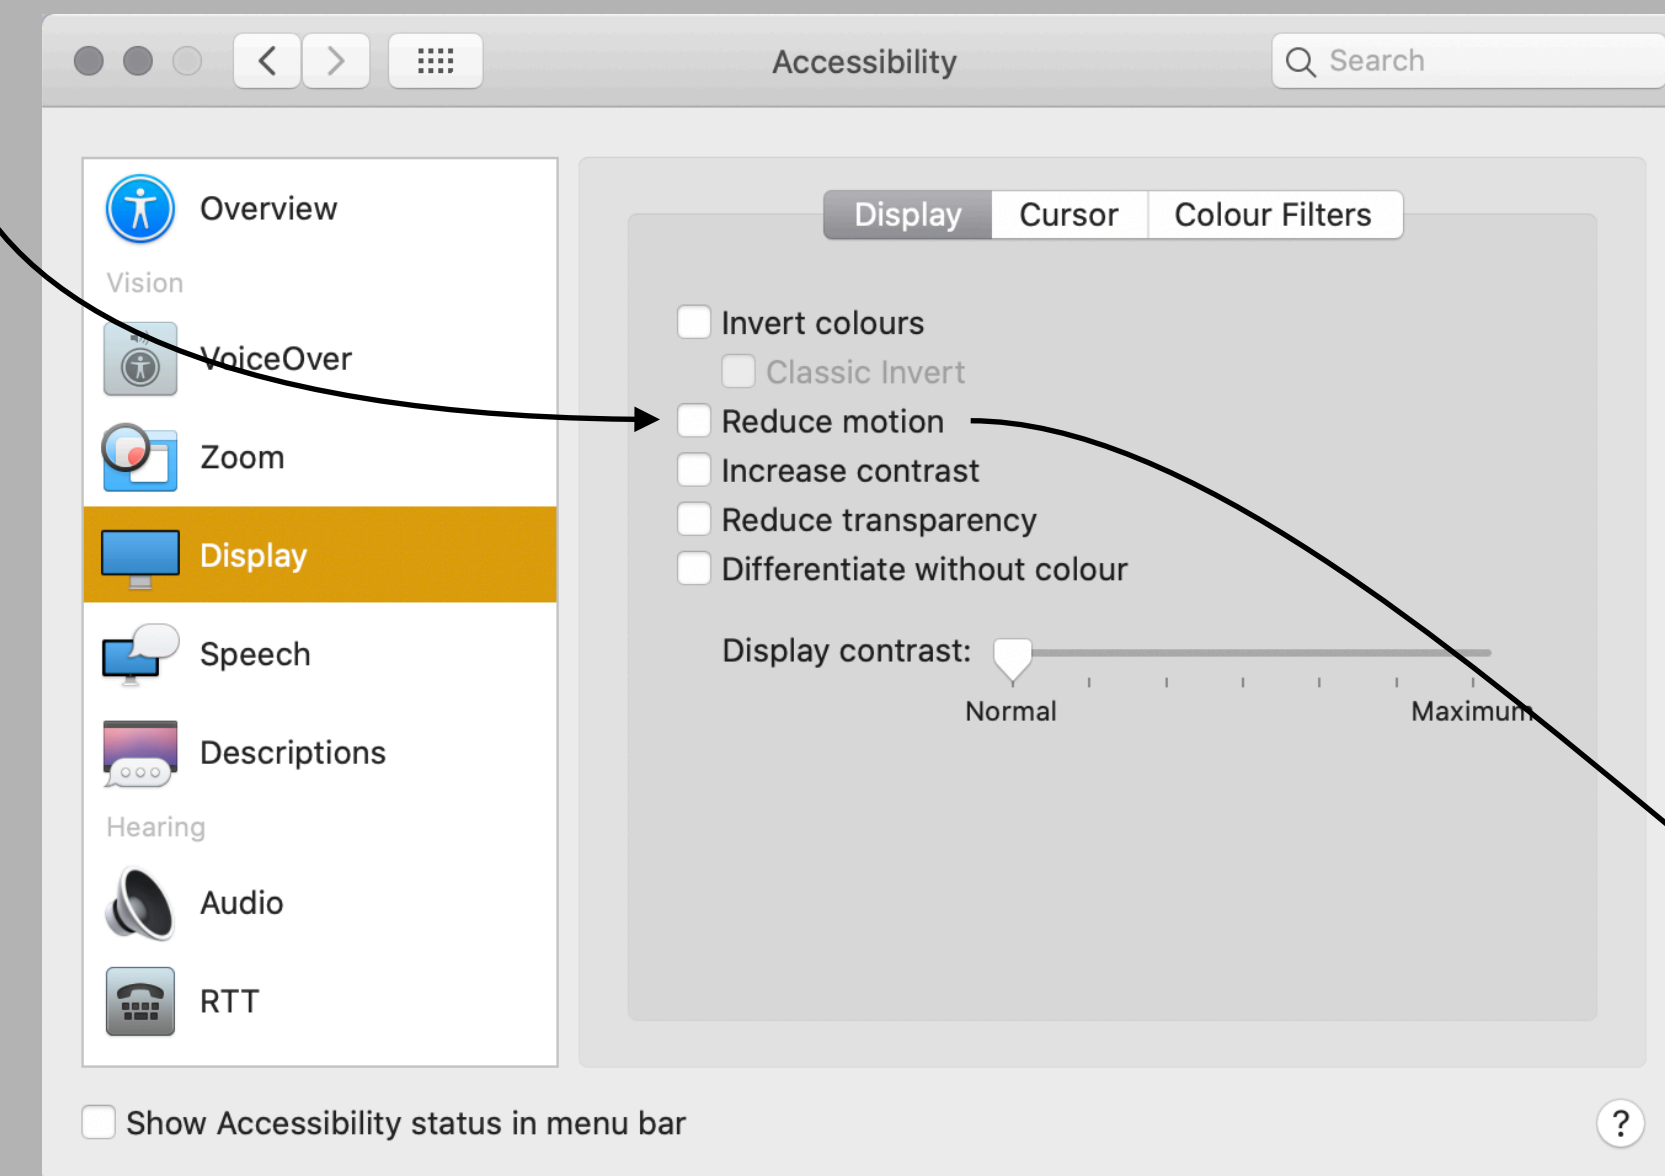 Accessibility
Search
Overview
Vision
VoiceOver
Zoom
Display
Speech
Descriptions
Hearing
Audio
RTT
Display Cursor Colour Filters
Invert colours
Classic Invert
Reduce motion
Increase contrast
Reduce transparency
Differentiate without colour
Display contrast:
Normal Maximum
Show Accessibility status in menu bar
?